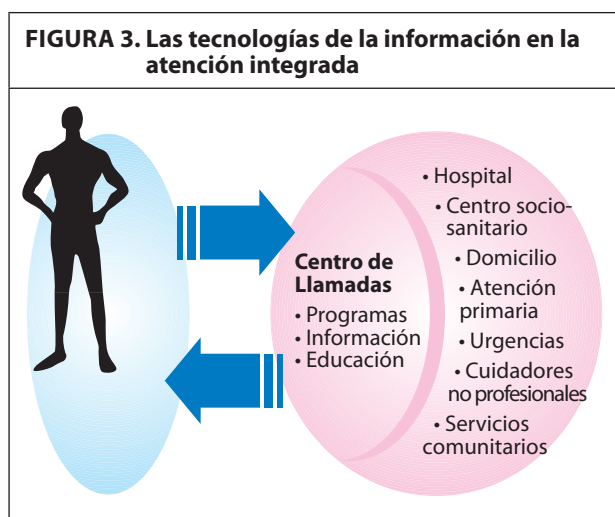 FIGURA 3. Las tecnologías de la información en la
atención integrada
Centro de
Llamadas
• Programas
• Información
• Educación
• Hospital
• Centro socio-
sanitario
• Domicilio
• Atención
primaria
• Urgencias
• Cuidadores
no profesionales
• Servicios
comunitarios